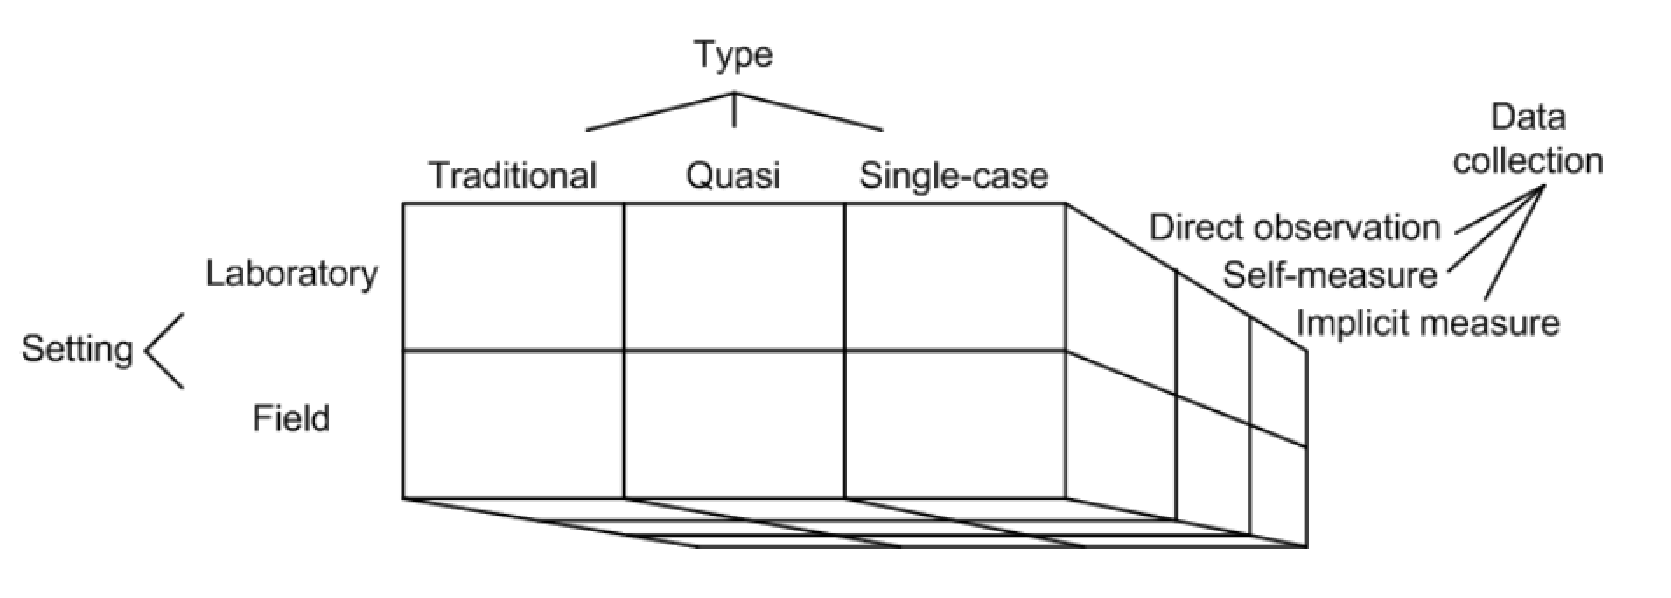 Type
Data
collection
Traditional Quasi Single-case
Direct observation
Laboratory
Self-measure
Implicit measure
Setting
Field